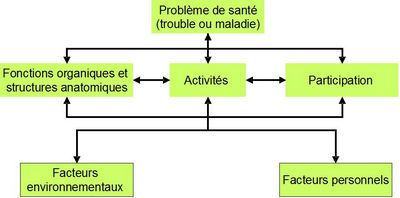 Problème de santé
(trouble ou maladie)
Fonctions organiques et
structures anatomiques
Activités
Participation
Facteurs
environnementaux
Facteurs personnels